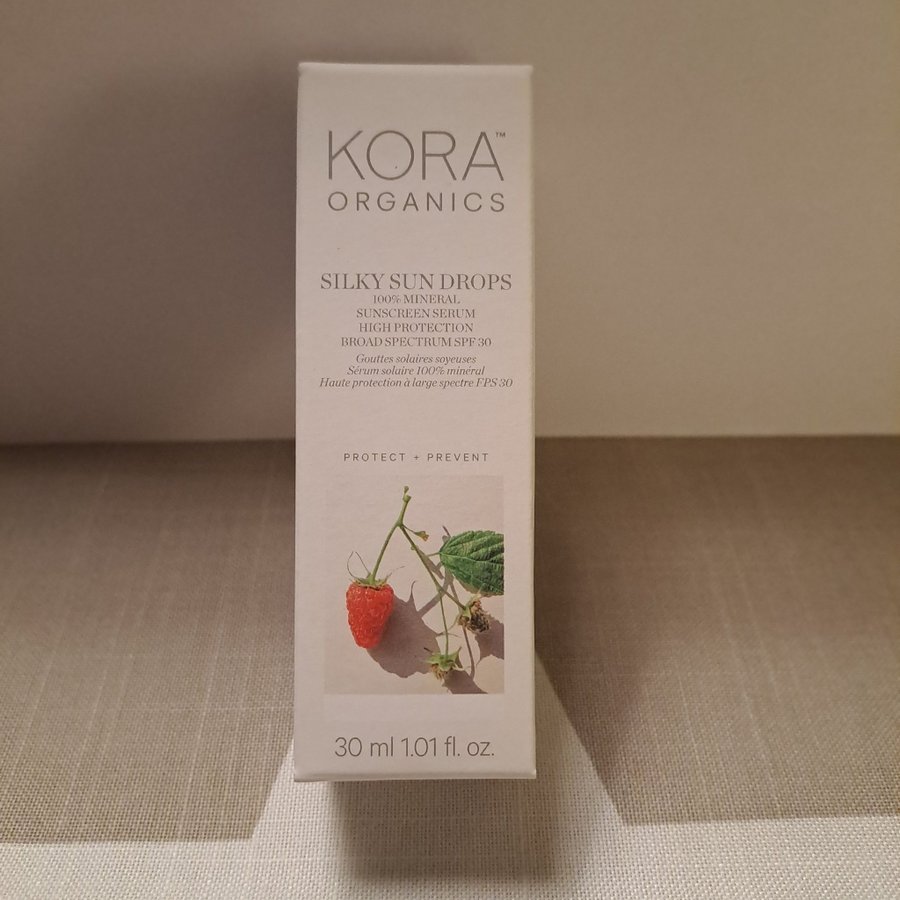 KORA™
ORGANICS
SILKY SUN DROPS
100% MINERAL
SUNSCREEN SERUM
HIGH PROTECTION
BROAD SPECTRUM SPF 30
Gouttes solaires soyeuses
Sérum solaire 100% minéral
Haute protection à large spectre FPS 30
PROTECT + PREVENT
30 ml 1.01 fl. oz.